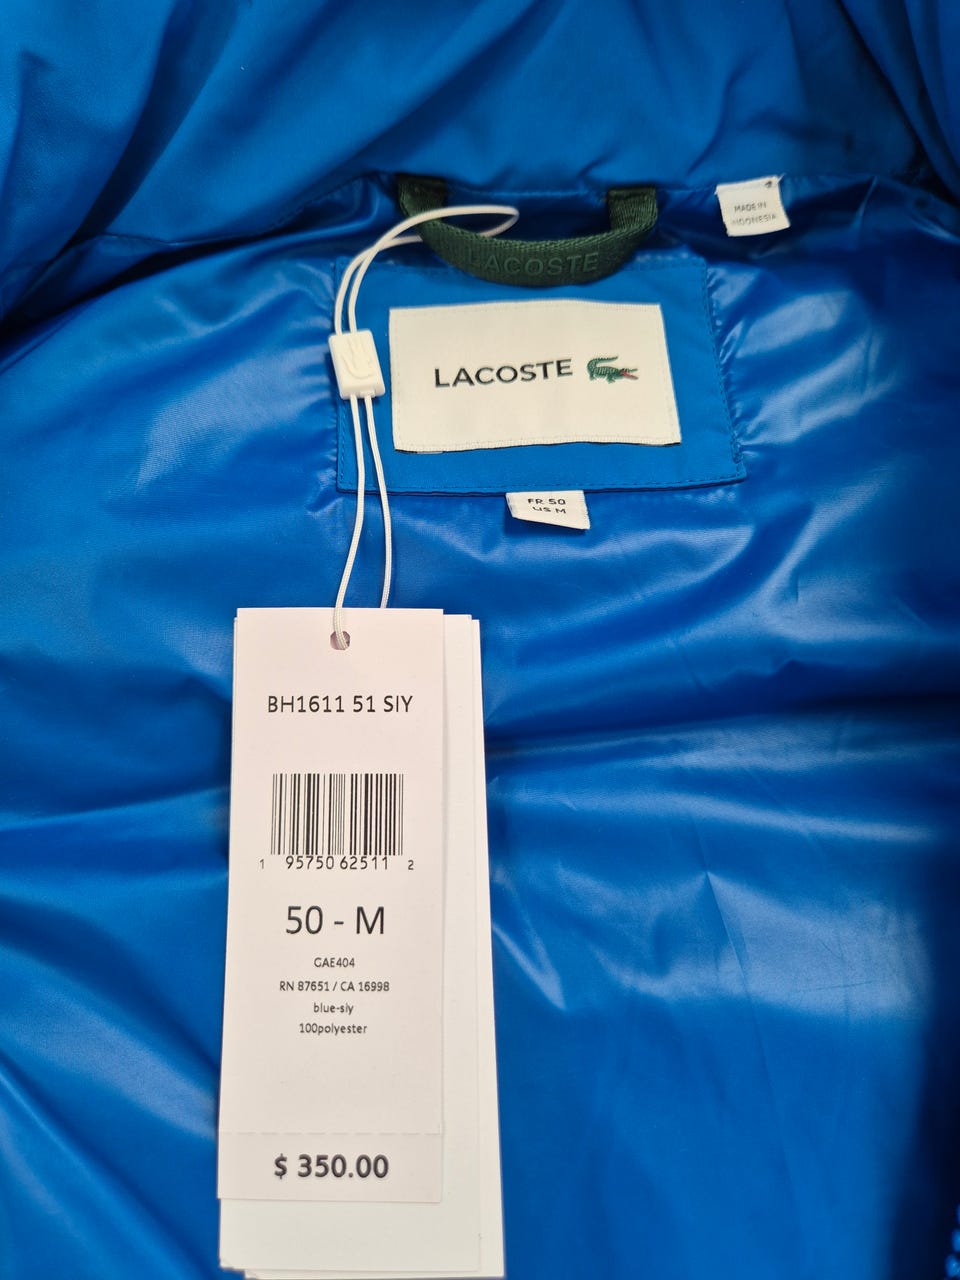 MADE IN
INDONESIA
LACOSTE
LACOSTE
FR 50
US M
BH1611 51 SIY
1 95750 62511 2
50 - M
GAE404
RN 87651 / CA 16998
blue-siy
100polyester
$ 350.00